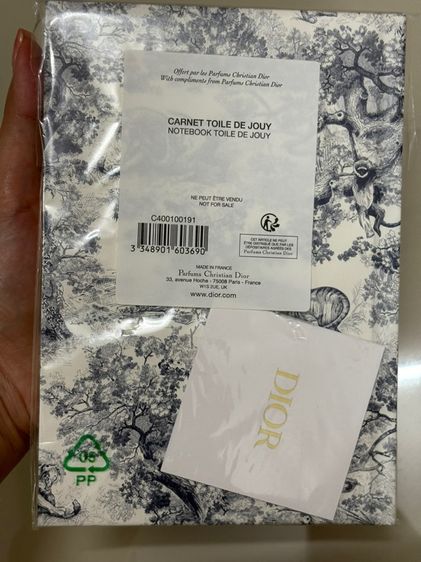 Offert par les Parfums Christian Dior
With compliments from Parfums Christian Dior
CARNET TOILE DE JOUY
NOTEBOOK TOILE DE JOUY
NE PEUT ÊTRE VENDU
NOT FOR SALE
C400100191
3 348901 603690
CET ARTICLE NE PEUT
ÊTRE DISTRIBUÉ QUE PAR LES
DÉPOSITAIRES AGRÉÉS DES
Parfums Christian Dior
MADE IN FRANCE
Parfums Christian Dior
33, avenue Hoche - 75008 Paris - France
W1S 2UE, UK
www.dior.com
DIOR
05
PP